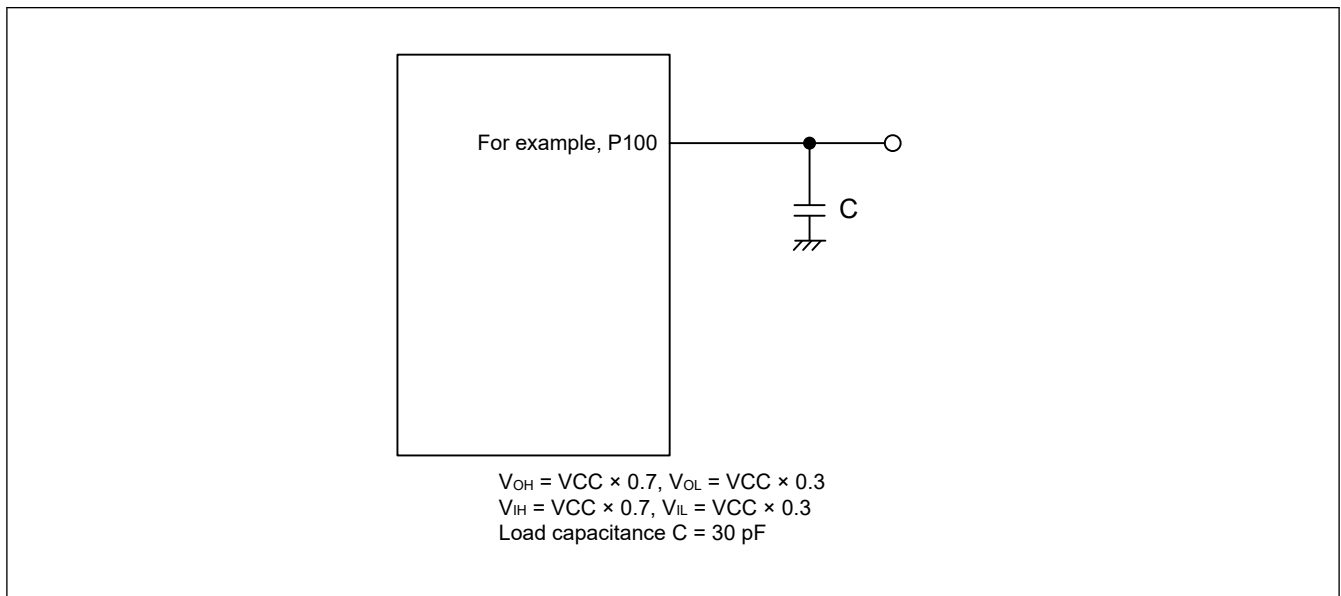 For example, P100
C
VOH = VCC × 0.7, VOL = VCC × 0.3
VIH = VCC × 0.7, VIL = VCC × 0.3
Load capacitance C = 30 pF